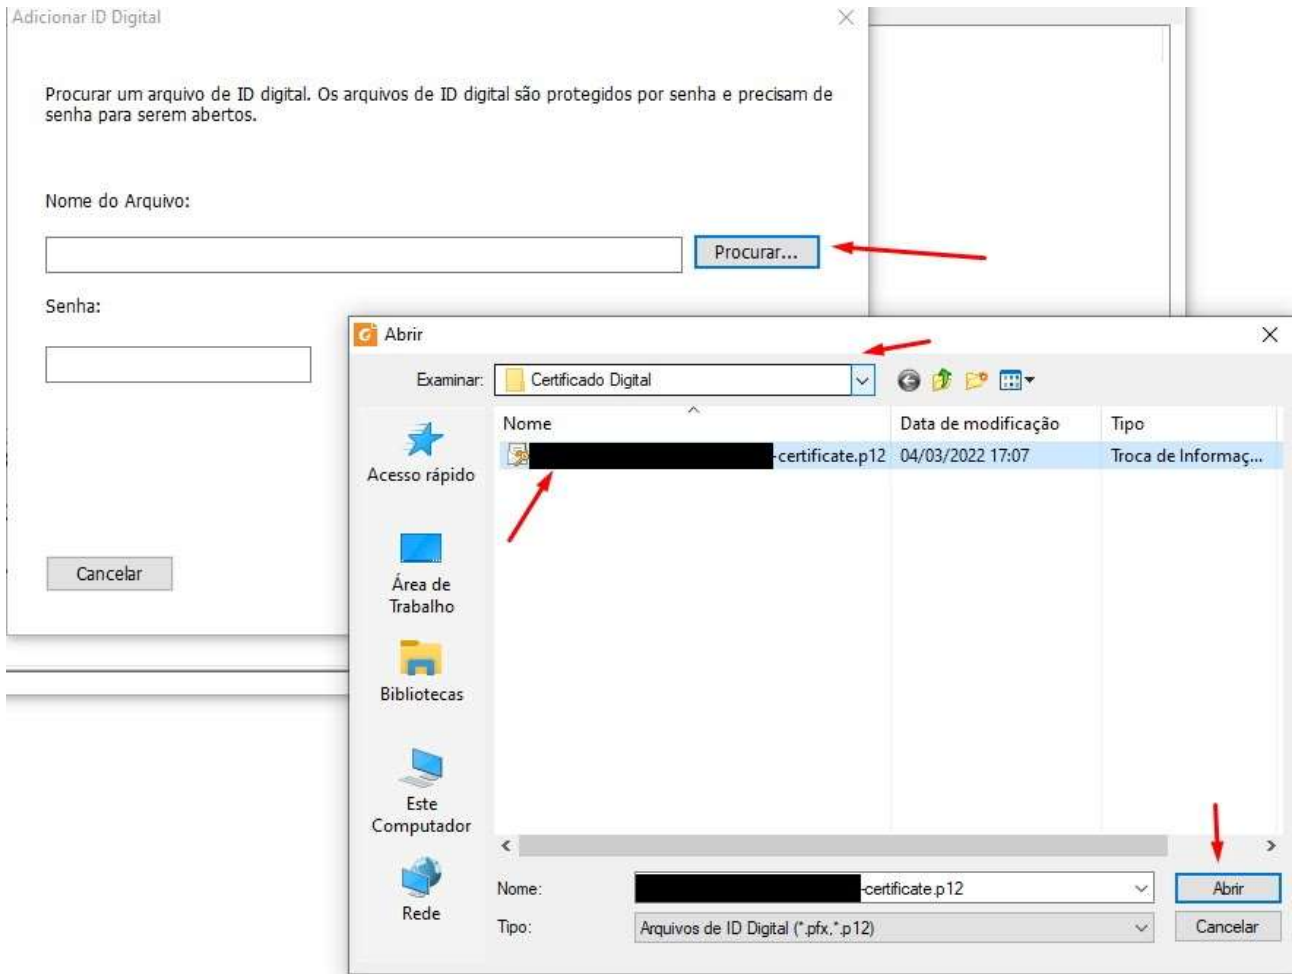 Adicionar ID Digital
Procurar um arquivo de ID digital. Os arquivos de ID digital são protegidos por senha e precisam de
senha para serem abertos.
Nome do Arquivo:
Procurar...
Senha:
Cancelar
Abrir
Examinar:
Certificado Digital
Nome
Data de modificação
Tipo
-certificate.p12
04/03/2022 17:07
Troca de Informaç...
Acesso rápido
Área de
Trabalho
Bibliotecas
Este
Computador
Rede
Nome:
-certificate.p12
Abrir
Tipo:
Arquivos de ID Digital (*.pfx,*.p12)
Cancelar